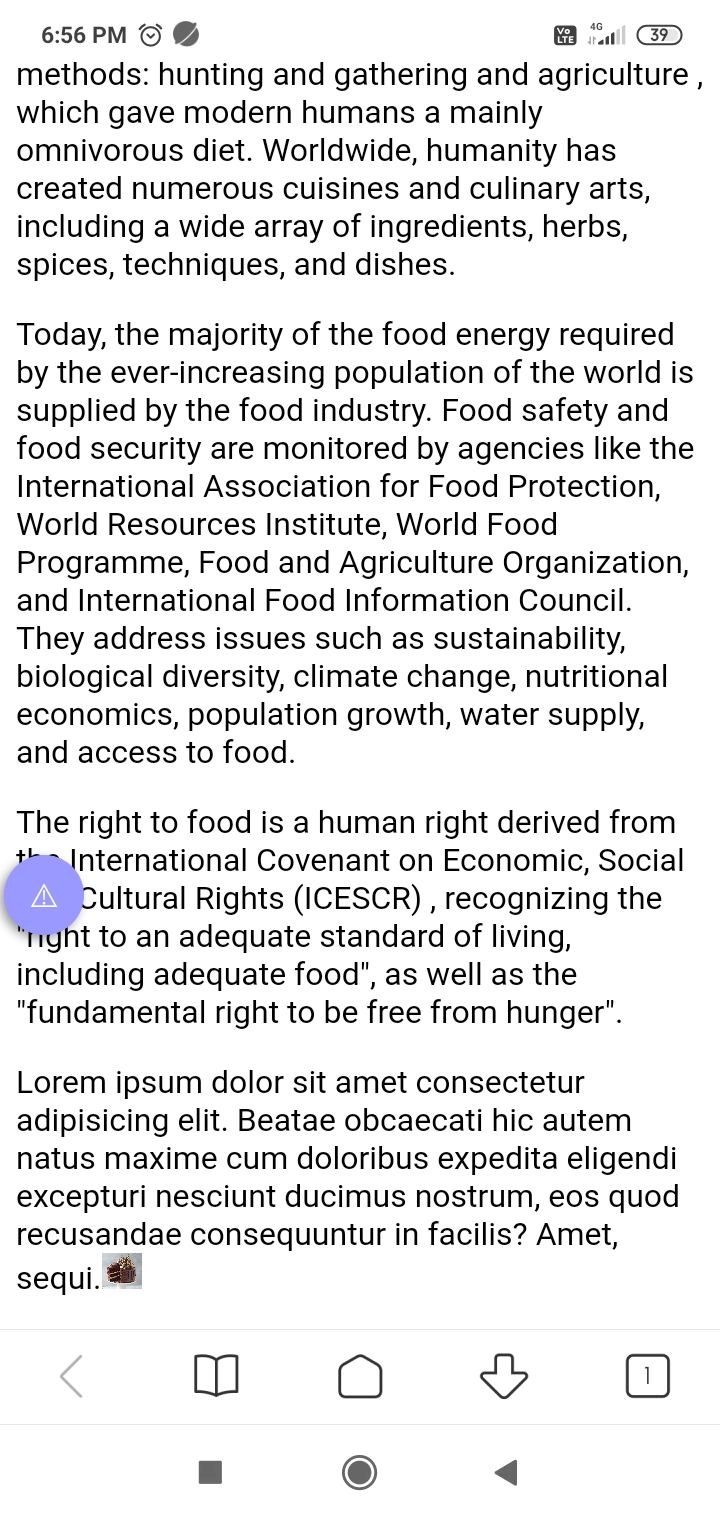 6:56 PM
Vo LTE
4G
39
methods: hunting and gathering and agriculture ,
which gave modern humans a mainly
omnivorous diet. Worldwide, humanity has
created numerous cuisines and culinary arts,
including a wide array of ingredients, herbs,
spices, techniques, and dishes.
Today, the majority of the food energy required
by the ever-increasing population of the world is
supplied by the food industry. Food safety and
food security are monitored by agencies like the
International Association for Food Protection,
World Resources Institute, World Food
Programme, Food and Agriculture Organization,
and International Food Information Council.
They address issues such as sustainability,
biological diversity, climate change, nutritional
economics, population growth, water supply,
and access to food.
The right to food is a human right derived from
the International Covenant on Economic, Social
Cultural Rights (ICESCR) , recognizing the
"right to an adequate standard of living,
including adequate food", as well as the
"fundamental right to be free from hunger".
Lorem ipsum dolor sit amet consectetur
adipisicing elit. Beatae obcaecati hic autem
natus maxime cum doloribus expedita eligendi
excepturi nesciunt ducimus nostrum, eos quod
recusandae consequuntur in facilis? Amet,
sequi.
1